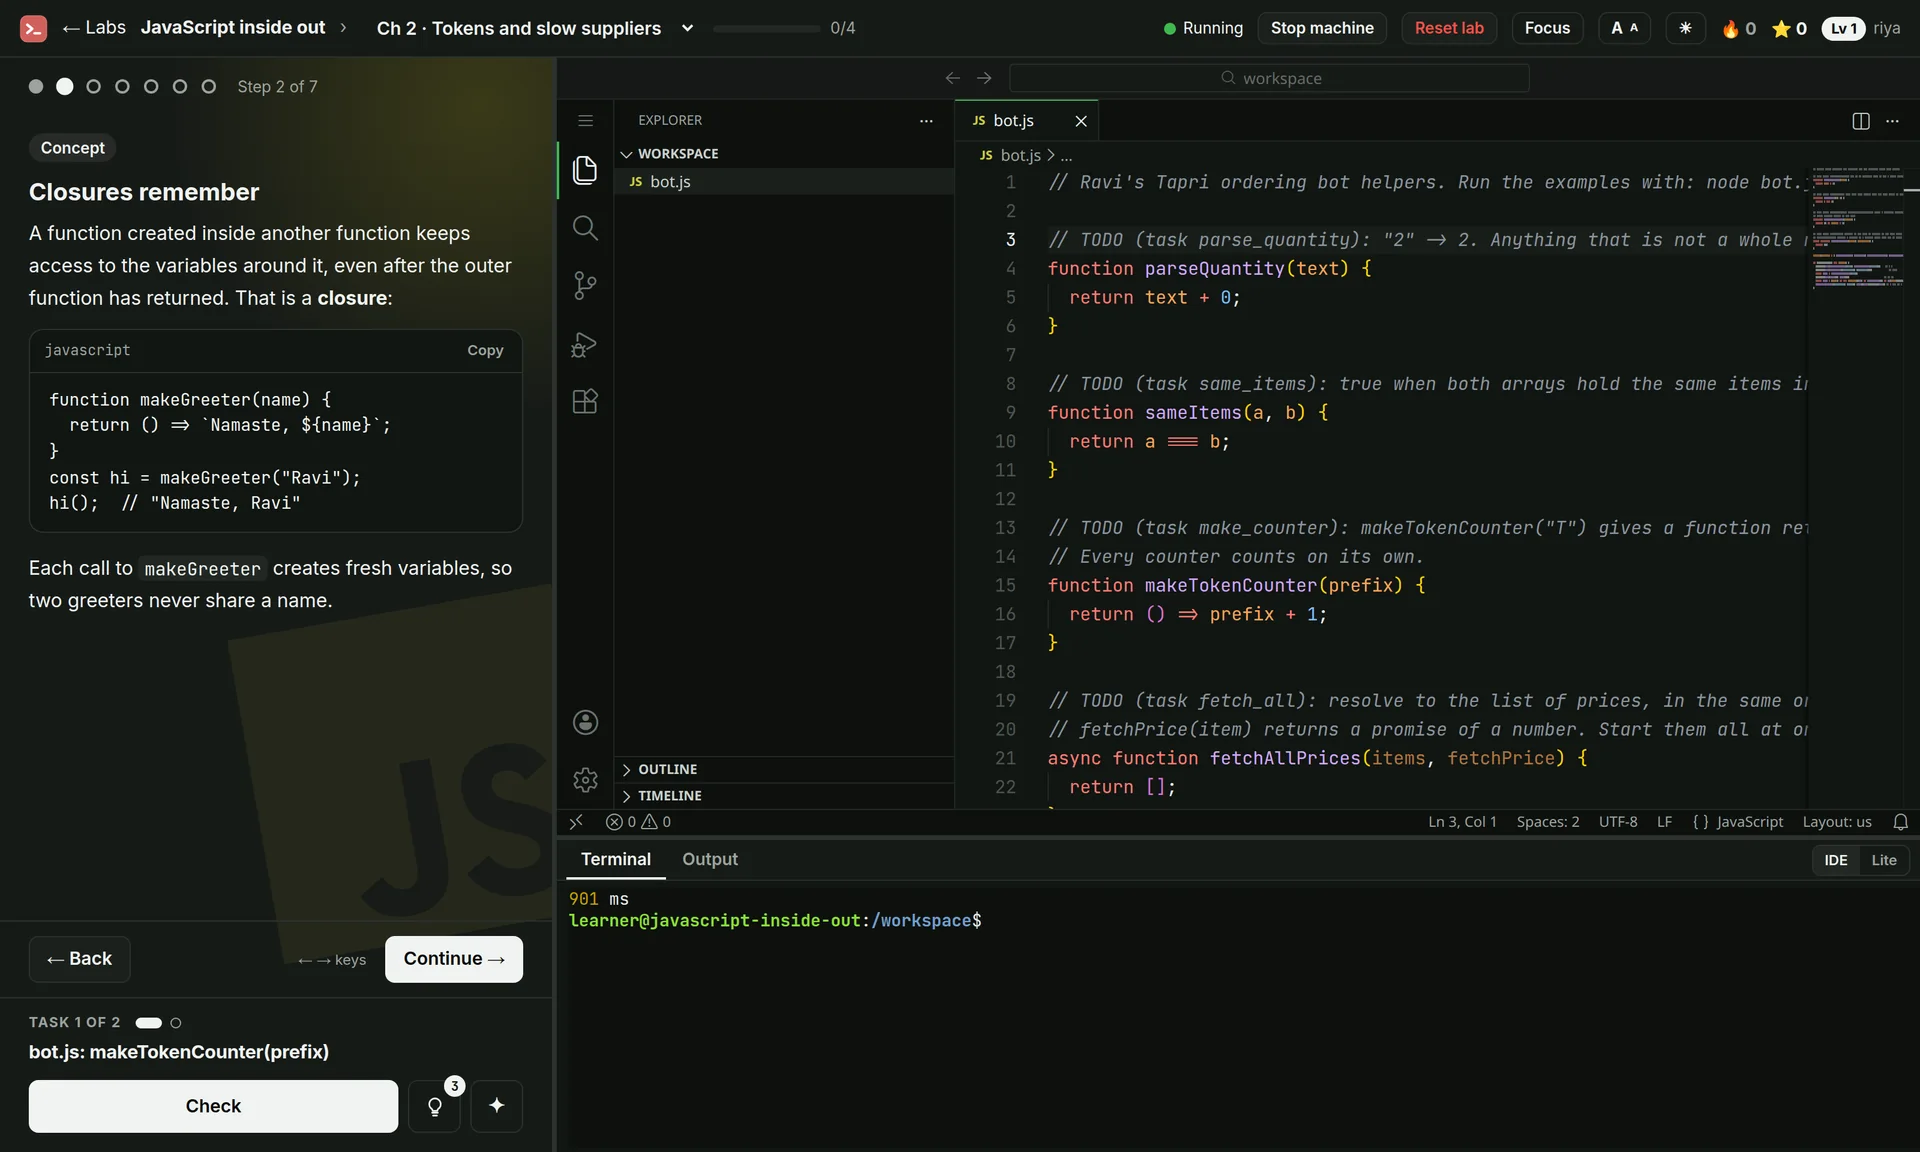 ← Labs JavaScript inside out › Ch 2 · Tokens and slow suppliers 0/4 Running Stop machine Reset lab Focus A A 0 0 Lv 1 riya
Step 2 of 7
Concept
Closures remember
A function created inside another function keeps
access to the variables around it, even after the outer
function has returned. That is a closure:
javascript Copy
function makeGreeter(name) {
return () => `Namaste, ${name}`;
}
const hi = makeGreeter("Ravi");
hi(); // "Namaste, Ravi"
Each call to makeGreeter creates fresh variables, so
two greeters never share a name.
JS
← Back ← → keys Continue →
TASK 1 OF 2
bot.js: makeTokenCounter(prefix)
Check 3
workspace
EXPLORER ...
WORKSPACE
JS bot.js
OUTLINE
TIMELINE
JS bot.js
JS bot.js > ...
1 // Ravi's Tapri ordering bot helpers. Run the examples with: node bot.
2
3 // TODO (task parse_quantity): "2" -> 2. Anything that is not a whole
4 function parseQuantity(text) {
5 return text + 0;
6 }
7
8 // TODO (task same_items): true when both arrays hold the same items
9 function sameItems(a, b) {
10 return a === b;
11 }
12
13 // TODO (task make_counter): makeTokenCounter("T") gives a function
14 // Every counter counts on its own.
15 function makeTokenCounter(prefix) {
16 return () => prefix + 1;
17 }
18
19 // TODO (task fetch_all): resolve to the list of prices, in the same
20 // fetchPrice(item) returns a promise of a number. Start them all at
21 async function fetchAllPrices(items, fetchPrice) {
22 return [];
0 0 Ln 3, Col 1 Spaces: 2 UTF-8 LF { } JavaScript Layout: us
Terminal Output IDE Lite
901 ms
learner@javascript-inside-out:/workspace$